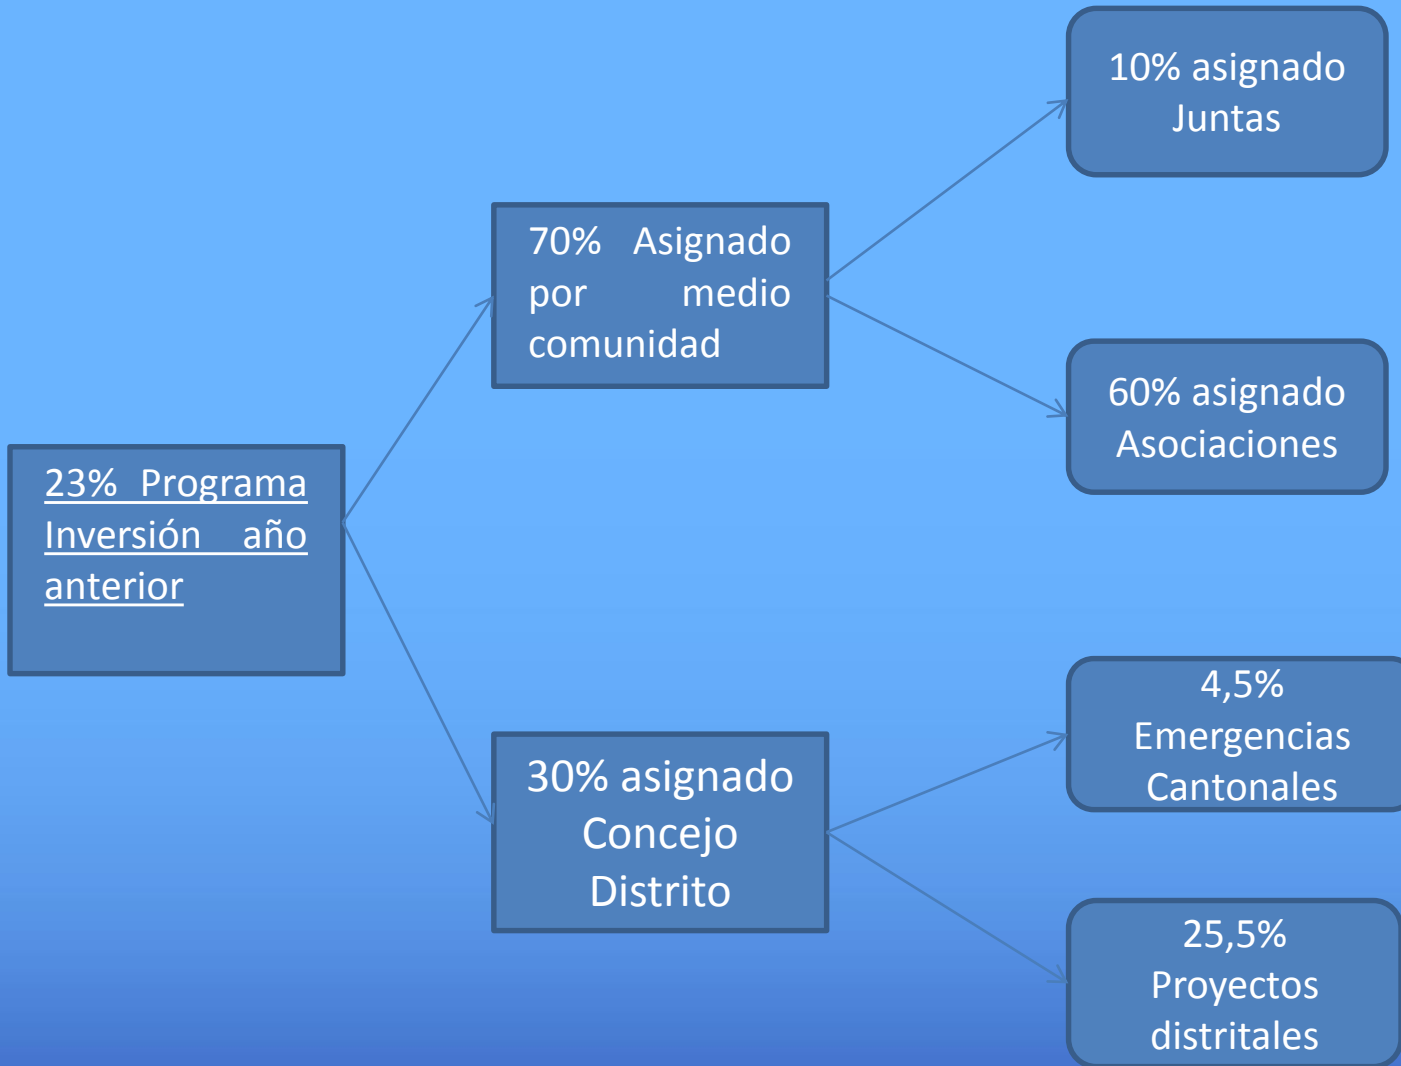 10% asignado
Juntas
70% Asignado
por medio
comunidad
60% asignado
Asociaciones
23% Programa
Inversión año
anterior
4,5%
Emergencias
Cantonales
30% asignado
Concejo
Distrito
25,5%
Proyectos
distritales